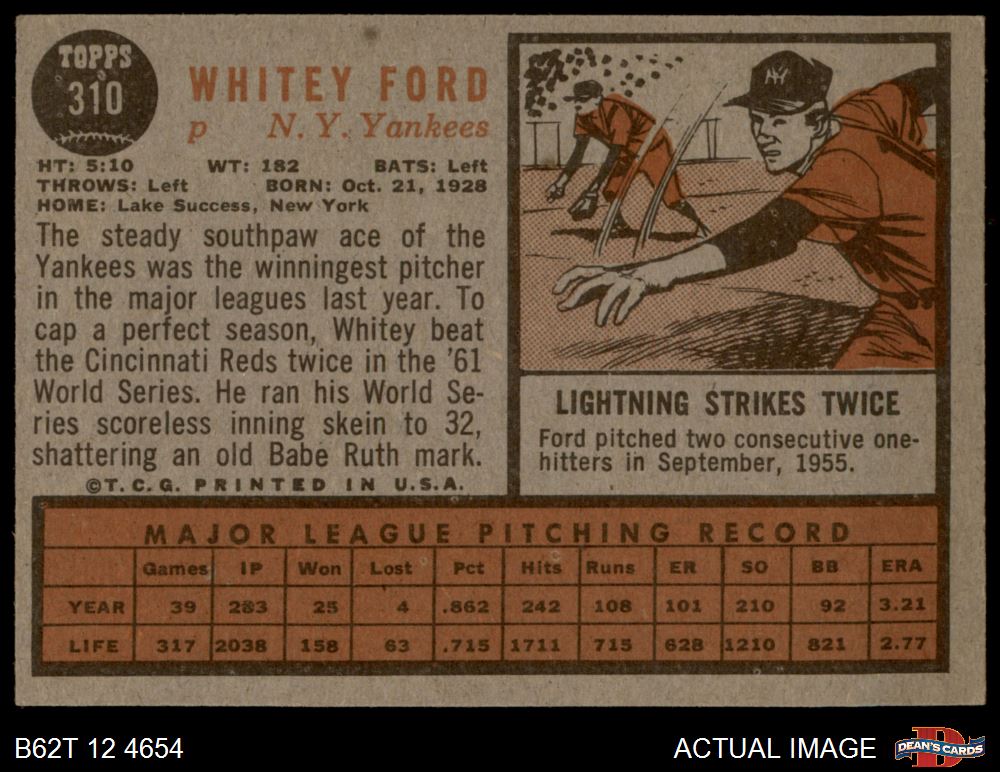 TOPPS
310
WHITEY FORD
p N. Y. Yankees
HT: 5:10 WT: 182 BATS: Left
THROWS: Left BORN: Oct. 21, 1928
HOME: Lake Success, New York
The steady southpaw ace of the
Yankees was the winningest pitcher
in the major leagues last year. To
cap a perfect season, Whitey beat
the Cincinnati Reds twice in the '61
World Series. He ran his World Se-
ries scoreless inning skein to 32,
shattering an old Babe Ruth mark.
©T.C.G. PRINTED IN U.S.A.
NY
LIGHTNING STRIKES TWICE
Ford pitched two consecutive one-
hitters in September, 1955.
MAJOR LEAGUE PITCHING RECORD
Games IP Won Lost Pct Hits Runs ER SO BB ERA
YEAR 39 283 25 4 .862 242 108 101 210 92 3.21
LIFE 317 2038 158 63 .715 1711 715 628 1210 821 2.77
B62T 12 4654
ACTUAL IMAGE
D
DEAN'S CARDS